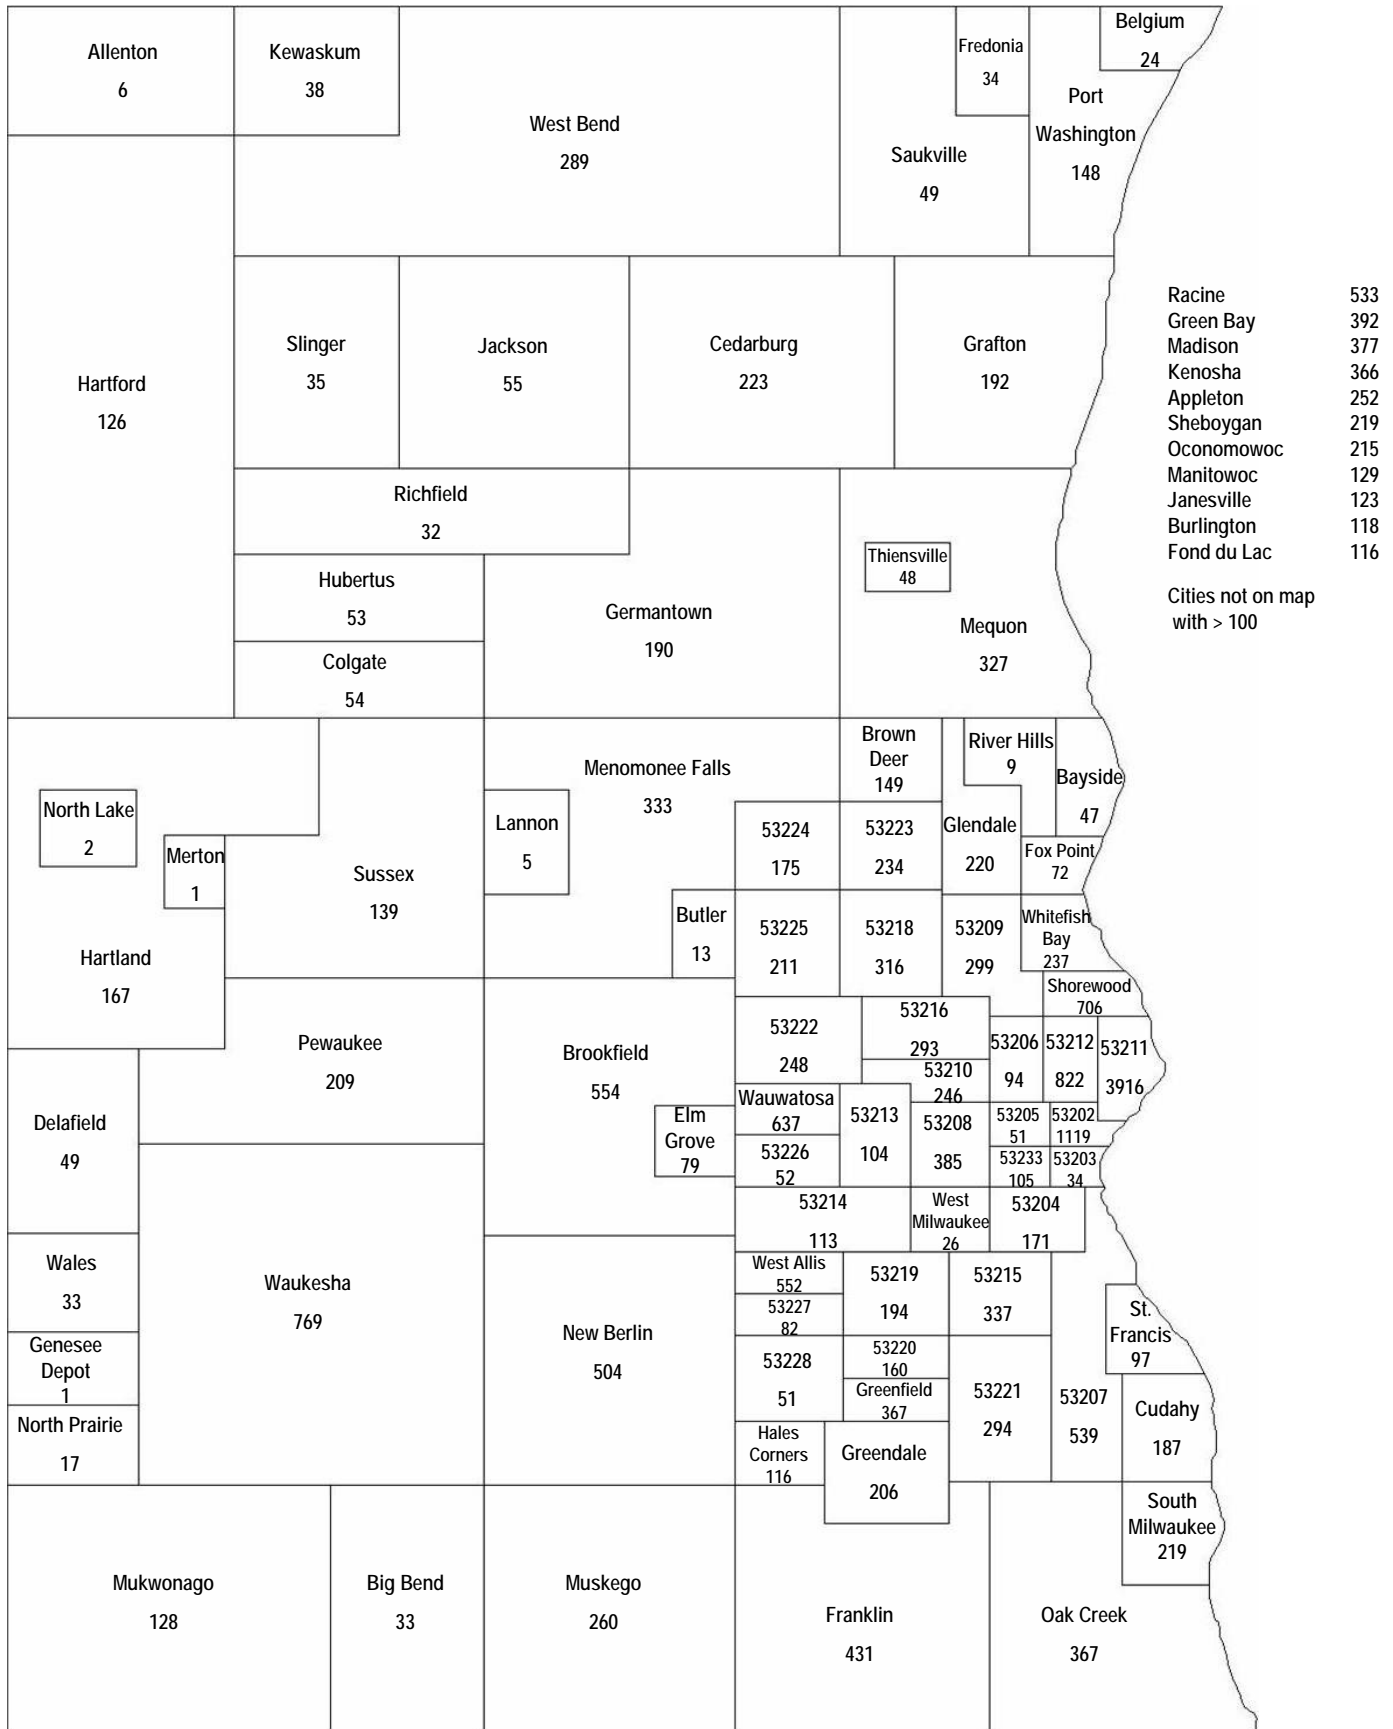 Allenton
6
Kewaskum
38
West Bend
289
Saukville
49
Fredonia
34
Port
Washington
148
Belgium
24
Hartford
126
Slinger
35
Jackson
55
Cedarburg
223
Grafton
192
Racine 533
Green Bay 392
Madison 377
Kenosha 366
Appleton 252
Sheboygan 219
Oconomowoc 215
Manitowoc 129
Janesville 123
Burlington 118
Fond du Lac 116
Cities not on map
with > 100
Richfield
32
Hubertus
53
Colgate
54
Germantown
190
Thiensville
48
Mequon
327
North Lake
2
Merton
1
Hartland
167
Sussex
139
Menomonee Falls
333
Lannon
5
Butler
13
Brown
Deer
149
River Hills
9
Bayside
47
Glendale
220
Fox Point
72
53224
175
53223
234
53225
211
53218
316
53209
299
Whitefish
Bay
237
Shorewood
706
Pewaukee
209
Brookfield
554
Elm
Grove
79
53222
248
53216
293
53210
246
53206
94
53212
822
53211
3916
Wauwatosa
637
53226
52
53213
104
53208
385
53205
51
53202
1119
53233
105
53203
34
Delafield
49
Wales
33
Genesee
Depot
1
North Prairie
17
Waukesha
769
New Berlin
504
53214
113
West
Milwaukee
26
53204
171
West Allis
552
53227
82
53228
51
53219
194
53220
160
Greenfield
367
53215
337
53221
294
53207
539
St.
Francis
97
Cudahy
187
Hales
Corners
116
Greendale
206
South
Milwaukee
219
Mukwonago
128
Big Bend
33
Muskego
260
Franklin
431
Oak Creek
367